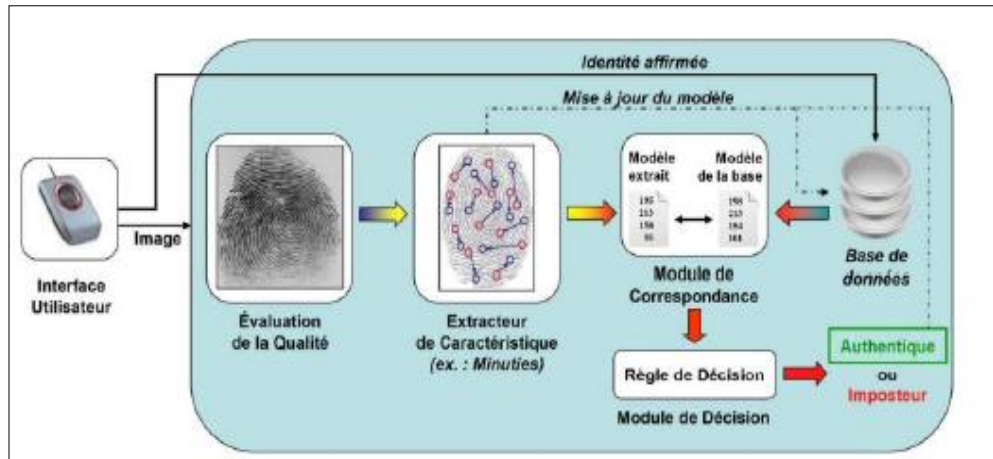 Identité affirmée
Mise à jour du modèle
Image
Interface
Utilisateur
Évaluation
de la Qualité
Extracteur
de Caractéristique
(ex. : Minuties)
Modèle
extrait
Modèle
de la base
195
213
Module de
Correspondance
Base de
données
Règle de Décision
Module de Décision
Authentique
ou
Imposteur